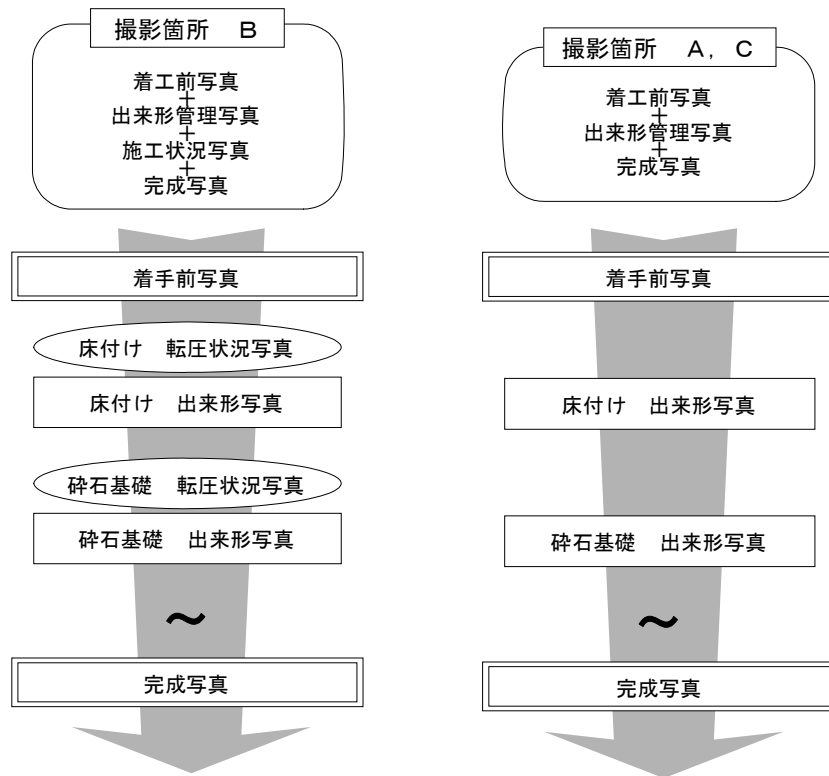 撮影箇所　Ｂ
着工前写真
＋
出来形管理写真
＋
施工状況写真
＋
完成写真
着手前写真
床付け　転圧状況写真
床付け　出来形写真
砕石基礎　転圧状況写真
砕石基礎　出来形写真
～
完成写真
撮影箇所　Ａ，Ｃ
着工前写真
＋
出来形管理写真
＋
完成写真
着手前写真
床付け　出来形写真
砕石基礎　出来形写真
～
完成写真